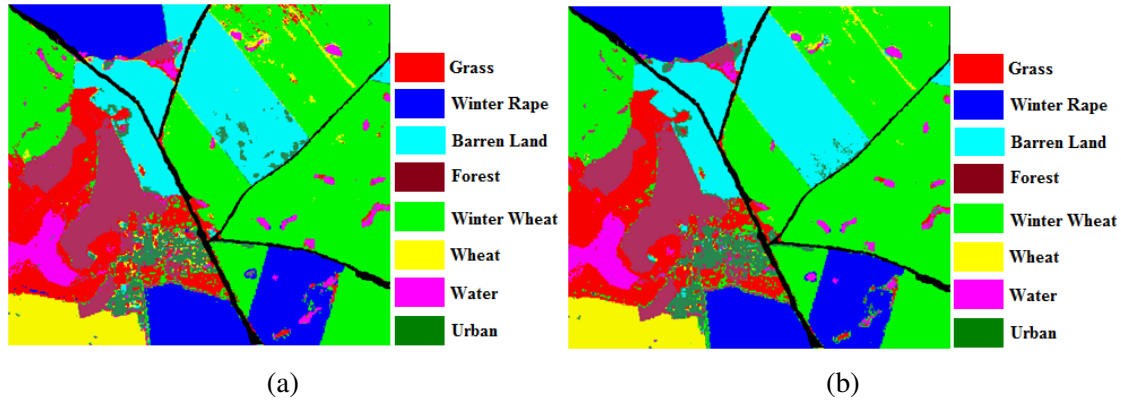 Grass
Winter Rape
Barren Land
Forest
Winter Wheat
Wheat
Water
Urban
(a)
Grass
Winter Rape
Barren Land
Forest
Winter Wheat
Wheat
Water
Urban
(b)